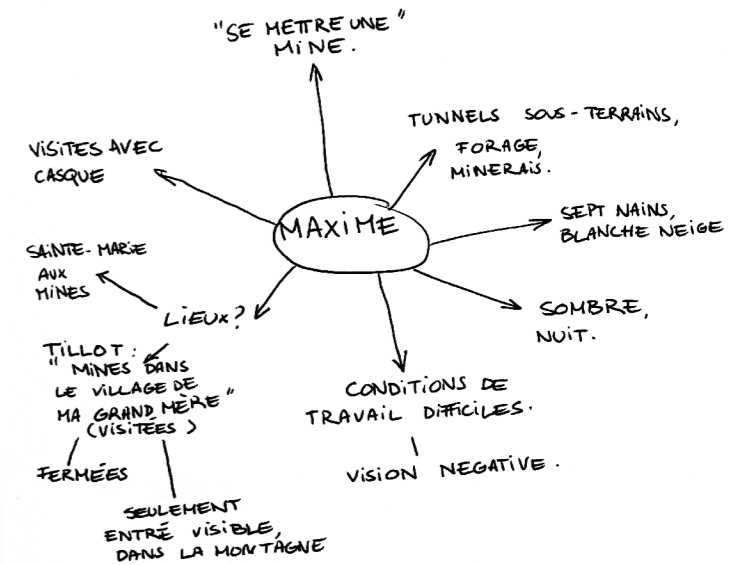 "SE METTRE UNE"
MINE.
TUNNELS SOUS-TERRAINS,
FORAGE,
MINERAIS.
VISITES AVEC
CASQUE
MAXIME
SEPT NAINS,
BLANCHE NEIGE
SAINTE-MARIE
AUX
MINES
LIEUX?
SOMBRE,
NUIT.
TILLOT:
"MINES DANS
LE VILLAGE DE
MA GRAND MÈRE"
(VISITÉES)
CONDITIONS DE
TRAVAIL DIFFICILES.
FERMÉES
VISION NEGATIVE.
SEULEMENT
ENTRÉ VISIBLE,
DANS LA MONTAGNE